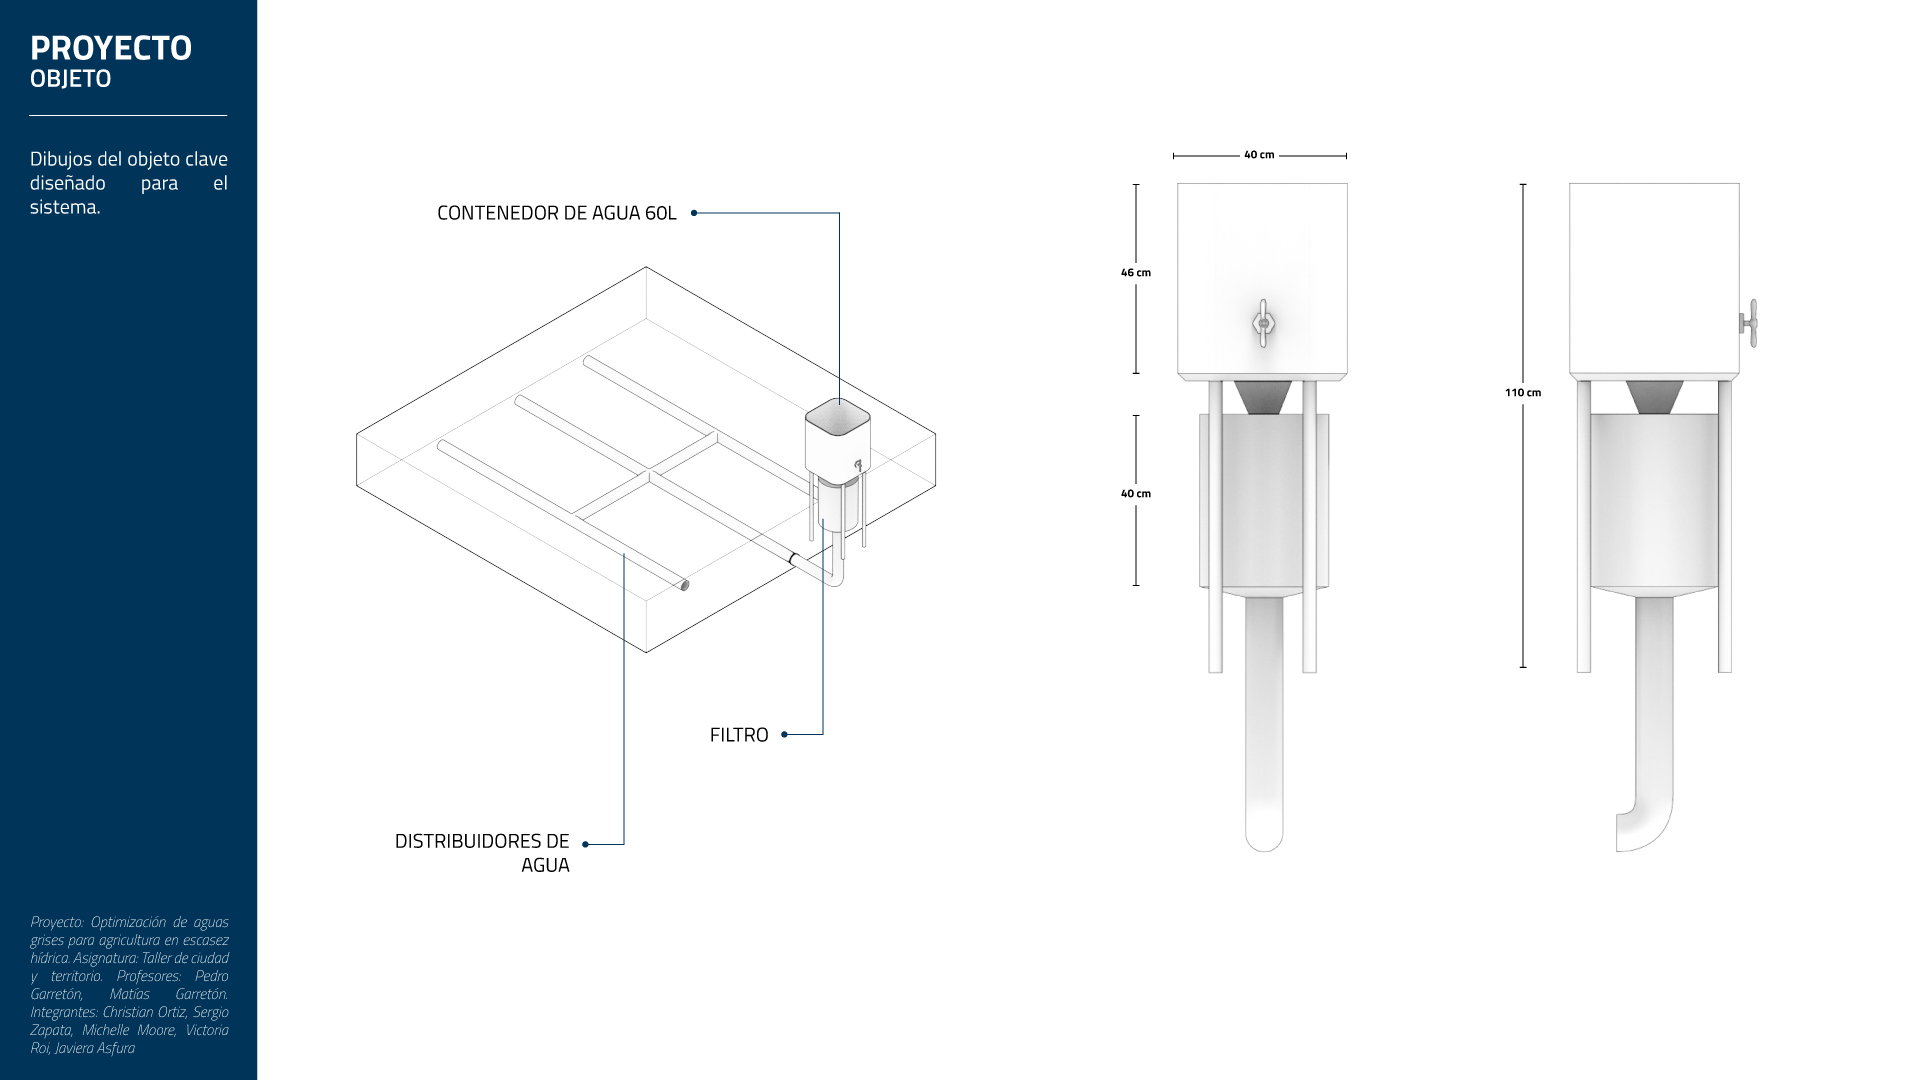 PROYECTO
OBJETO
Dibujos del objeto clave
diseñado para el
sistema.
CONTENEDOR DE AGUA 60L
FILTRO
DISTRIBUIDORES DE
AGUA
40 cm
46 cm
40 cm
110 cm
Proyecto: Optimización de aguas
grises para agricultura en escasez
hídrica. Asignatura: Taller de ciudad
y territorio. Profesores: Pedro
Garretón, Matías Garretón.
Integrantes: Christian Ortiz, Sergio
Zapata, Michelle Moore, Victoria
Roi, Javiera Asfura